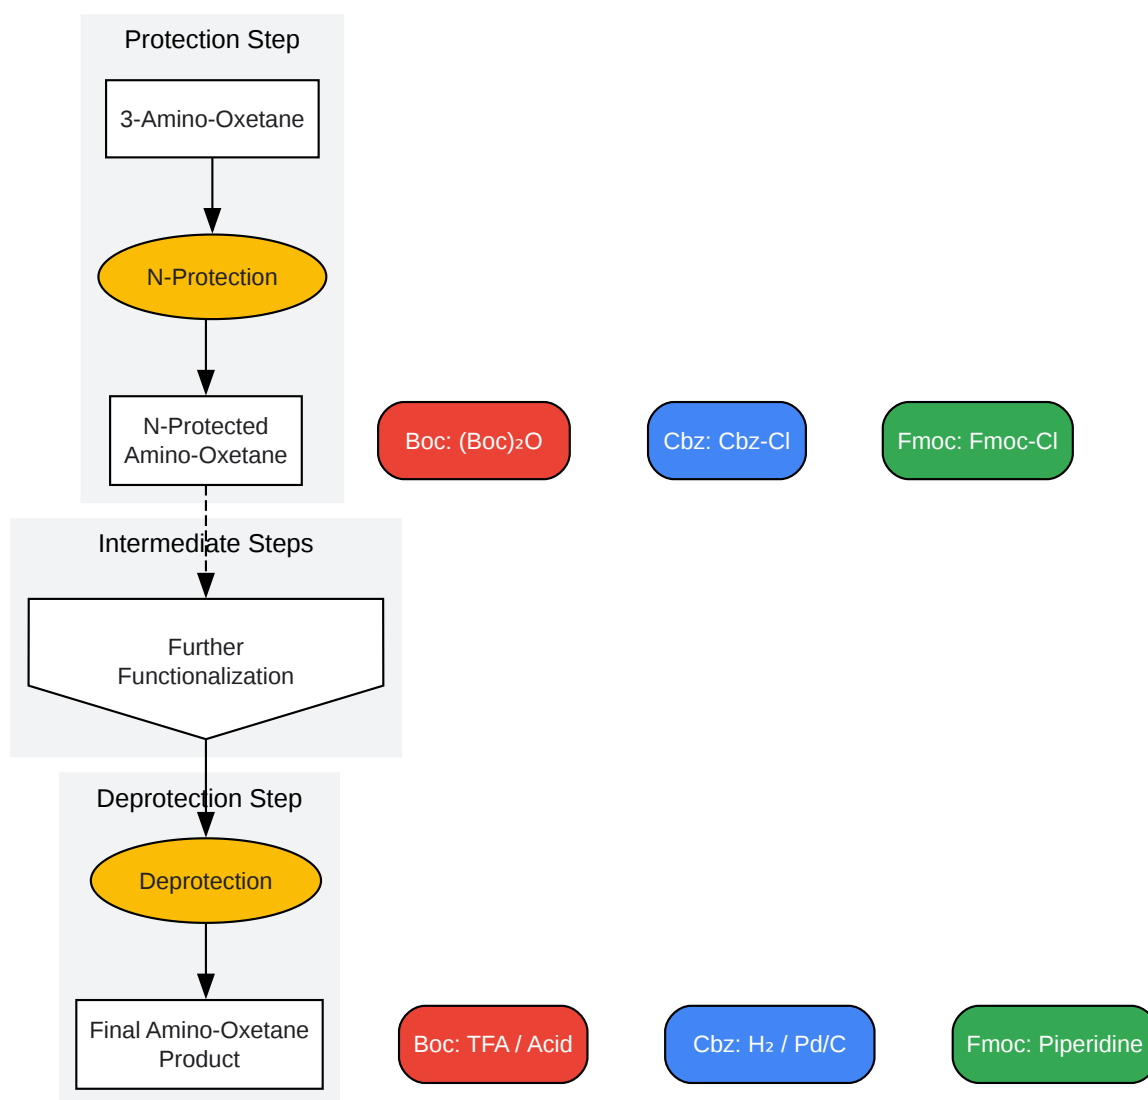 Protection Step
3-Amino-Oxetane
N-Protection
N-Protected
Amino-Oxetane
Boc: (Boc)₂O
Cbz: Cbz-Cl
Fmoc: Fmoc-Cl
Intermediate Steps
Further
Functionalization
Deprotection Step
Deprotection
Final Amino-Oxetane
Product
Boc: TFA / Acid
Cbz: H₂ / Pd/C
Fmoc: Piperidine